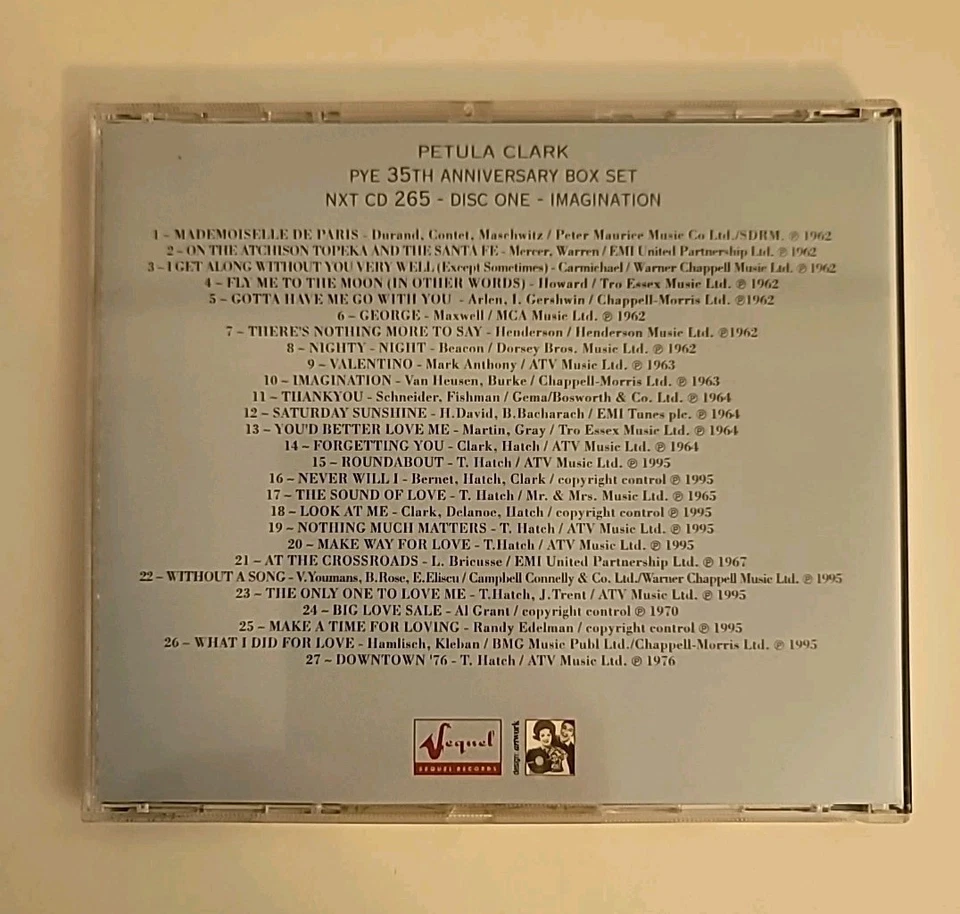 PETULA CLARK
PYE 35TH ANNIVERSARY BOX SET
NXT CD 265 - DISC ONE - IMAGINATION
1 ~ MADEMOISELLE DE PARIS - Durand, Contet, Maschwitz / Peter Maurice Music Co Ltd./SDRM. ℗ 1962
2 ~ ON THE ATCHISON TOPEKA AND THE SANTA FE - Mercer, Warren / EMI United Partnership Ltd. ℗ 1962
3 ~ I GET ALONG WITHOUT YOU VERY WELL (Except Sometimes) - Carmichael / Warner Chappell Music Ltd. ℗ 1962
4 ~ FLY ME TO THE MOON (IN OTHER WORDS) - Howard / Tro Essex Music Ltd. ℗ 1962
5 ~ GOTTA HAVE ME GO WITH YOU - Arlen, I. Gershwin / Chappell-Morris Ltd. ℗1962
6 ~ GEORGE - Maxwell / MCA Music Ltd. ℗ 1962
7 ~ THERE'S NOTHING MORE TO SAY - Henderson / Henderson Music Ltd. ℗1962
8 ~ NIGHTY - NIGHT - Beacon / Dorsey Bros. Music Ltd. ℗ 1962
9 ~ VALENTINO - Mark Anthony / ATV Music Ltd. ℗ 1963
10 ~ IMAGINATION - Van Heusen, Burke / Chappell-Morris Ltd. ℗ 1963
11 ~ THANKYOU - Schneider, Fishman / Gema/Bosworth & Co. Ltd. ℗ 1964
12 ~ SATURDAY SUNSHINE - H.David, B.Bacharach / EMI Tunes plc. ℗ 1964
13 ~ YOU'D BETTER LOVE ME - Martin, Gray / Tro Essex Music Ltd. ℗ 1964
14 ~ FORGETTING YOU - Clark, Hatch / ATV Music Ltd. ℗ 1964
15 ~ ROUNDABOUT - T. Hatch / ATV Music Ltd. ℗ 1995
16 ~ NEVER WILL I - Bernet, Hatch, Clark / copyright control ℗ 1995
17 ~ THE SOUND OF LOVE - T. Hatch / Mr. & Mrs. Music Ltd. ℗ 1965
18 ~ LOOK AT ME - Clark, Delanoe, Hatch / copyright control ℗ 1995
19 ~ NOTHING MUCH MATTERS - T. Hatch / ATV Music Ltd. ℗ 1995
20 ~ MAKE WAY FOR LOVE - T.Hatch / ATV Music Ltd. ℗ 1995
21 ~ AT THE CROSSROADS - L. Bricusse / EMI United Partnership Ltd. ℗ 1967
22 ~ WITHOUT A SONG - V.Youmans, B.Rose, E.Eliscu / Campbell Connelly & Co. Ltd./Warner Chappell Music Ltd. ℗ 1995
23 ~ THE ONLY ONE TO LOVE ME - T.Hatch, J.Trent / ATV Music Ltd. ℗ 1995
24 ~ BIG LOVE SALE - Al Grant / copyright control ℗ 1970
25 ~ MAKE A TIME FOR LOVING - Randy Edelman / copyright control ℗ 1995
26 ~ WHAT I DID FOR LOVE - Hamlisch, Kleban / BMG Music Publ Ltd./Chappell-Morris Ltd. ℗ 1995
27 ~ DOWNTOWN '76 - T. Hatch / ATV Music Ltd. ℗ 1976
Sequel
SEQUEL RECORDS
design: artwork